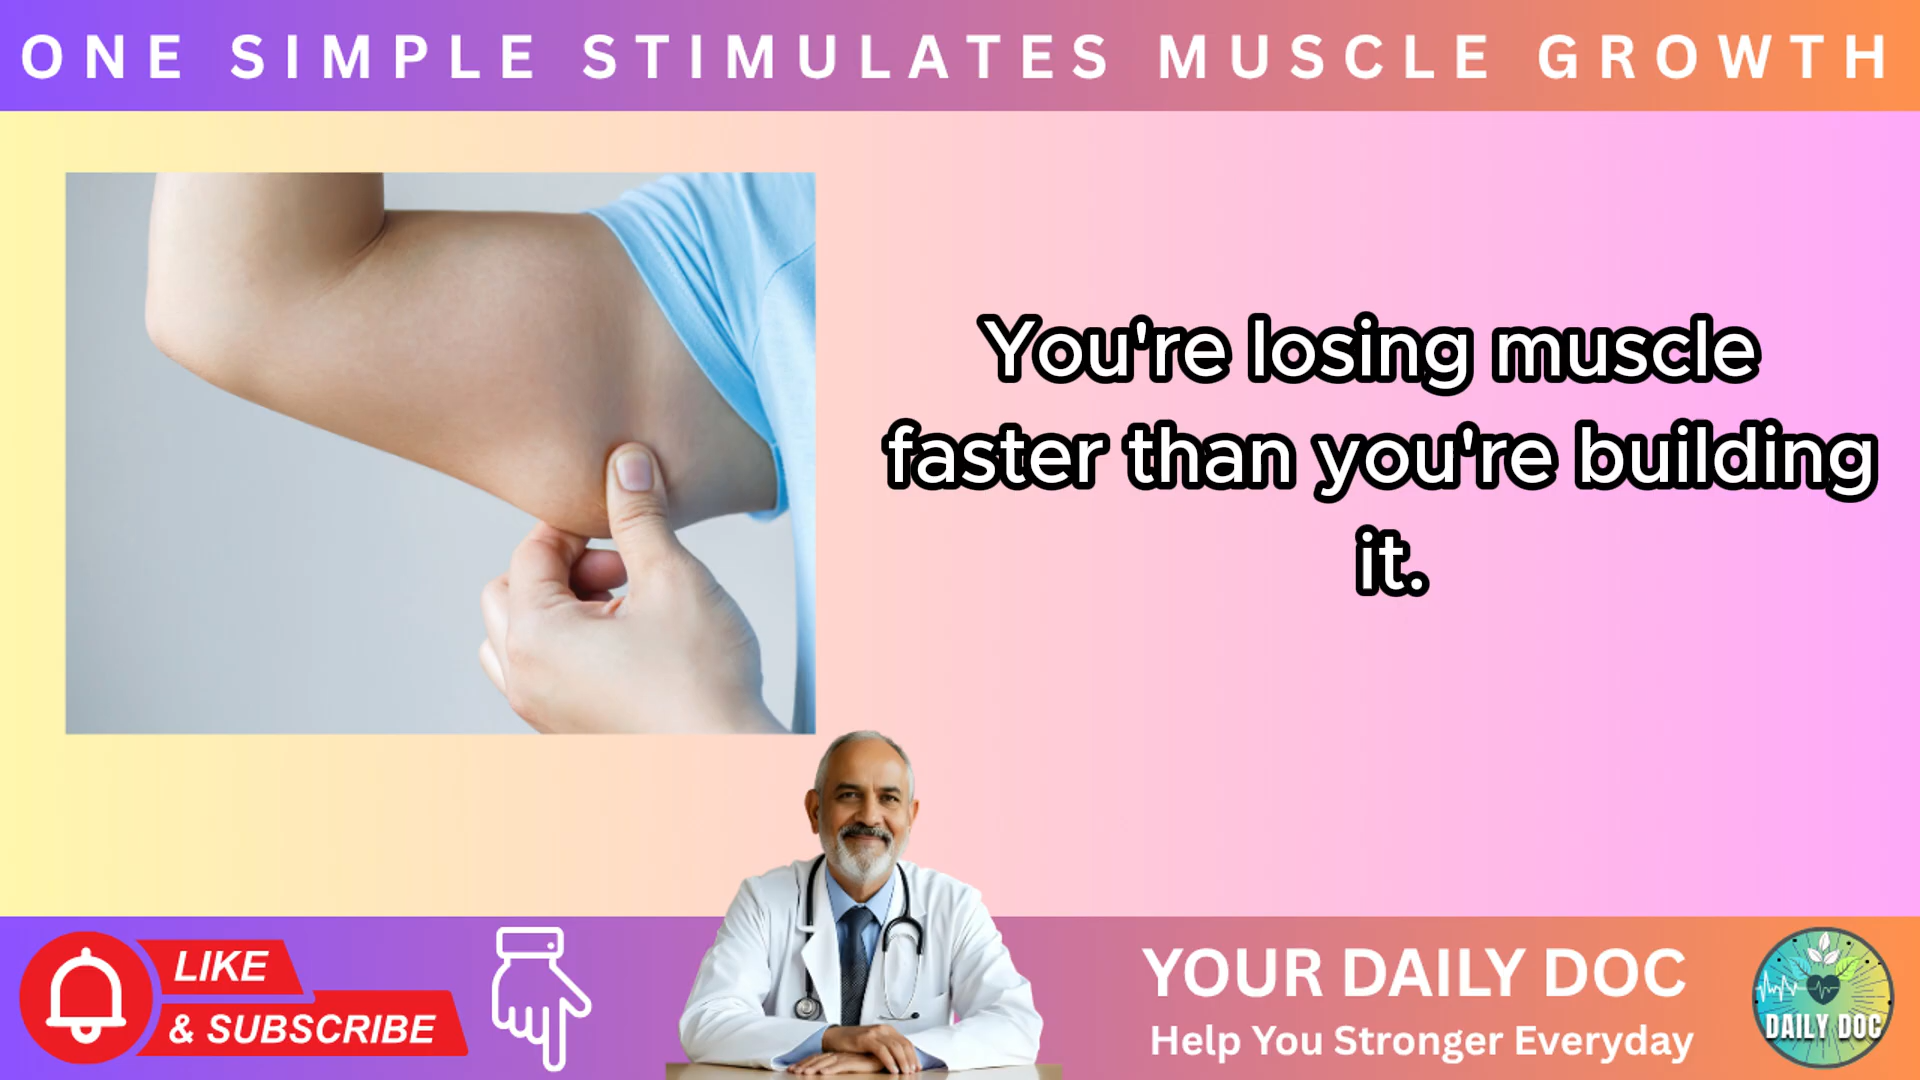 ONE SIMPLE STIMULATES MUSCLE GROWTH
You're losing muscle
faster than you're building
it.
LIKE
& SUBSCRIBE
YOUR DAILY DOC
Help You Stronger Everyday
DAILY DOC